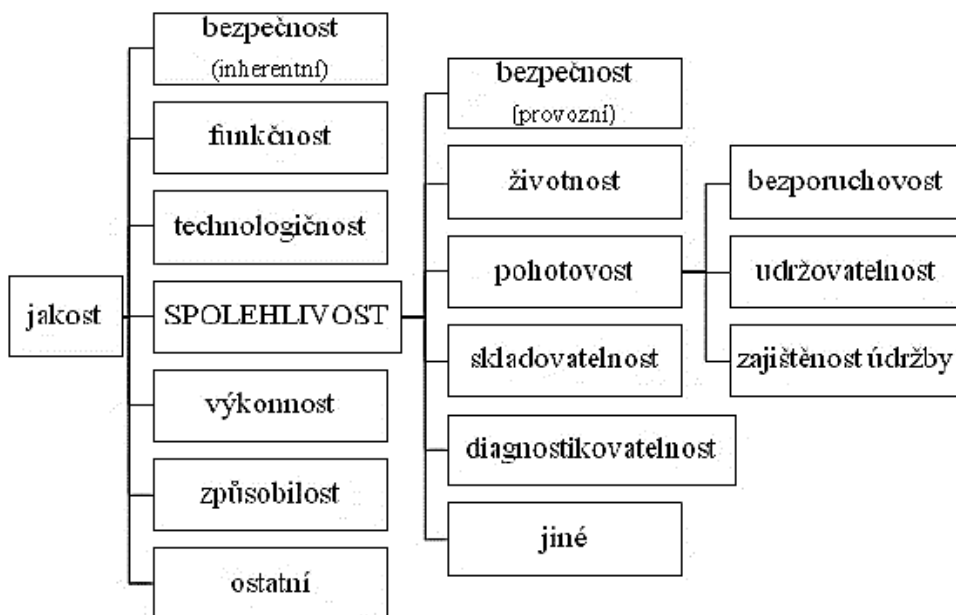 jakost
bezpečnost
(inherentní)
funkčnost
technologičnost
SPOLEHLIVOST
výkonnost
způsobilost
ostatní
bezpečnost
(provozní)
životnost
pohotovost
skladovatelnost
diagnostikovatelnost
jiné
bezporuchovost
udržovatelnost
zajištěnost údržby